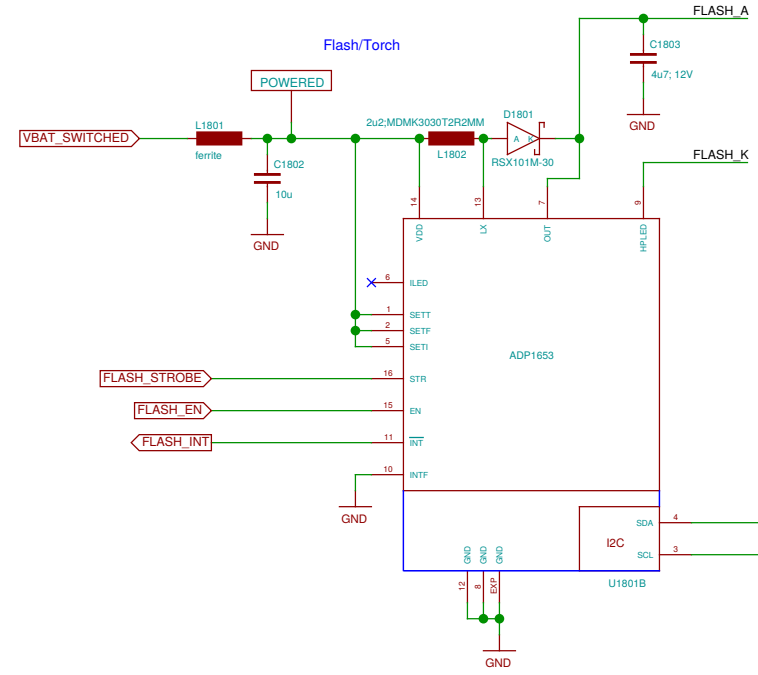 FLASH_A
Flash/Torch
C1803
4u7; 12V
GND
POWERED
VBAT_SWITCHED
L1801
ferrite
2u2;MDMK3030T2R2MM
L1802
D1801
A K
RSX101M-30
FLASH_K
C1802
10u
GND
14
13
7
9
VDD
LX
OUT
HPLED
6
ILED
1
SETT
2
SETF
5
SETI
ADP1653
FLASH_STROBE
16
STR
FLASH_EN
15
EN
FLASH_INT
11
INT
10
INTF
GND
I2C
SDA
4
SCL
3
GND
GND
GND
12
8
EXP
U1801B
GND